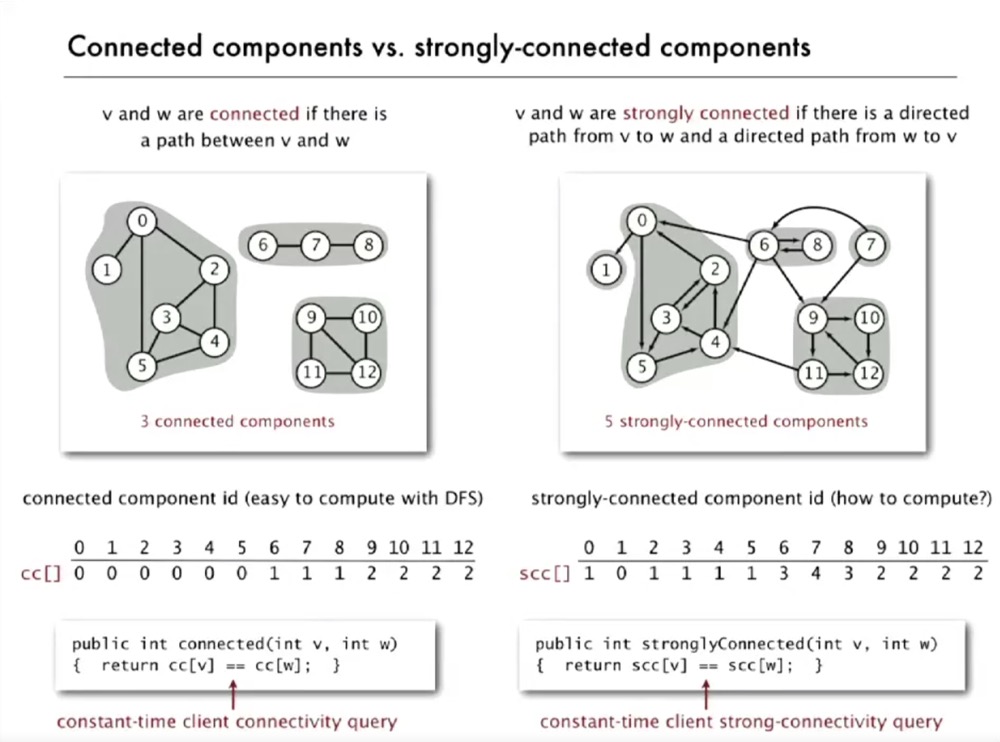 Connected components vs. strongly-connected components
v and w are connected if there is
a path between v and w
0
1
2
3
4
5
6
7
8
9
10
11
12
3 connected components
connected component id (easy to compute with DFS)
0 1 2 3 4 5 6 7 8 9 10 11 12
cc[] 0 0 0 0 0 0 1 1 1 2 2 2 2
public int connected(int v, int w)
{ return cc[v] == cc[w]; }
constant-time client connectivity query
v and w are strongly connected if there is a directed
path from v to w and a directed path from w to v
0
1
2
3
4
5
6
8
7
9
10
11
12
5 strongly-connected components
strongly-connected component id (how to compute?)
0 1 2 3 4 5 6 7 8 9 10 11 12
scc[] 1 0 1 1 1 1 3 4 3 2 2 2 2
public int stronglyConnected(int v, int w)
{ return scc[v] == scc[w]; }
constant-time client strong-connectivity query